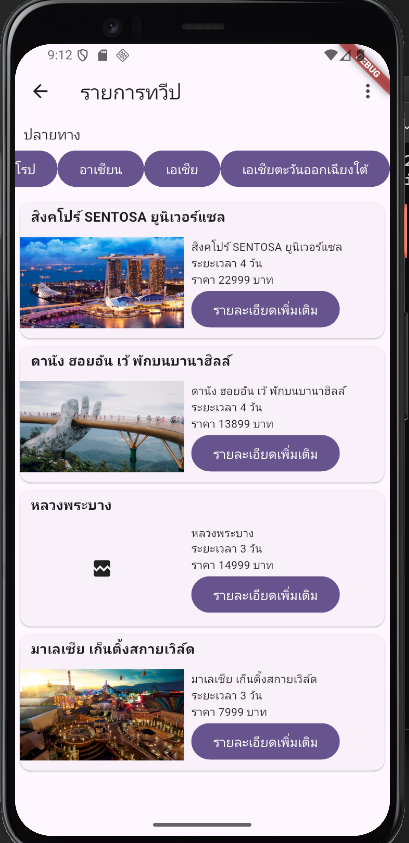 9:12
DEBUG
รายการทวีป
ปลายทาง
โรป อาเซียน เอเชีย เอเชียตะวันออกเฉียงใต้
สิงคโปร์ SENTOSA ยูนิเวอร์แซล
สิงคโปร์ SENTOSA ยูนิเวอร์แซล
ระยะเวลา 4 วัน
ราคา 22999 บาท
รายละเอียดเพิ่มเติม
ดานัง ฮอยอัน เว้ พักบนบานาฮิลล์
ดานัง ฮอยอัน เว้ พักบนบานาฮิลล์
ระยะเวลา 4 วัน
ราคา 13899 บาท
รายละเอียดเพิ่มเติม
หลวงพระบาง
หลวงพระบาง
ระยะเวลา 3 วัน
ราคา 14999 บาท
รายละเอียดเพิ่มเติม
มาเลเซีย เก็นติ้งสกายเวิล์ด
มาเลเซีย เก็นติ้งสกายเวิล์ด
ระยะเวลา 3 วัน
ราคา 7999 บาท
รายละเอียดเพิ่มเติม